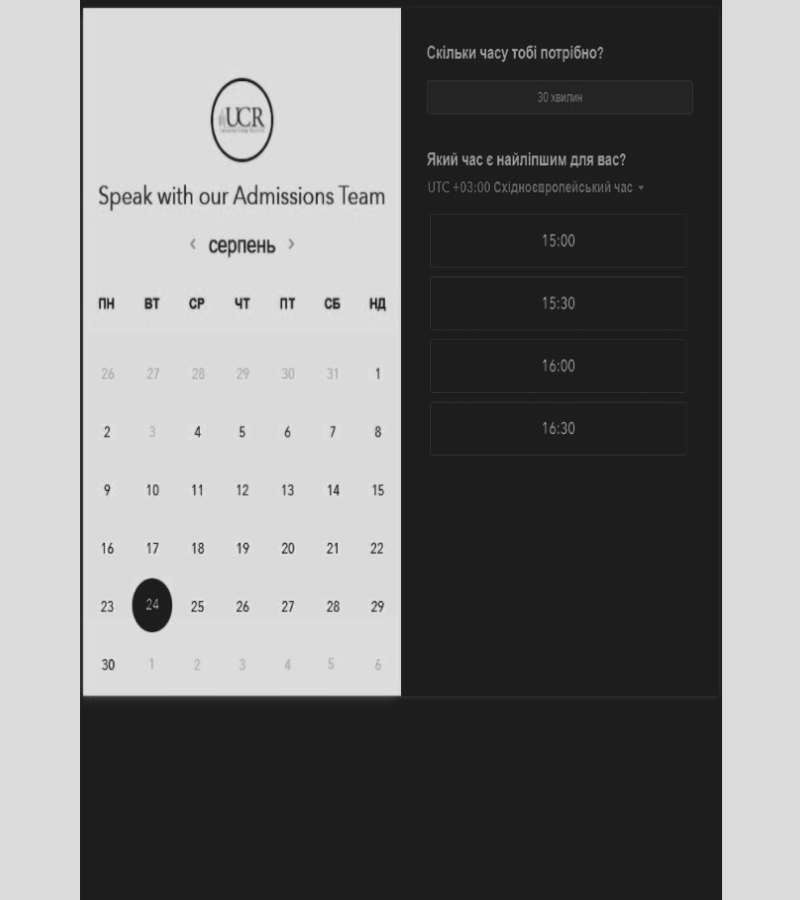 UCR
Speak with our Admissions Team
‹ серпень ›
ПН ВТ СР ЧТ ПТ СБ НД
26 27 28 29 30 31 1
2 3 4 5 6 7 8
9 10 11 12 13 14 15
16 17 18 19 20 21 22
23 24 25 26 27 28 29
30 1 2 3 4 5 6
Скільки часу тобі потрібно?
30 хвилин
Який час є найліпшим для вас?
UTC +03:00 Східноєвропейський час
15:00
15:30
16:00
16:30